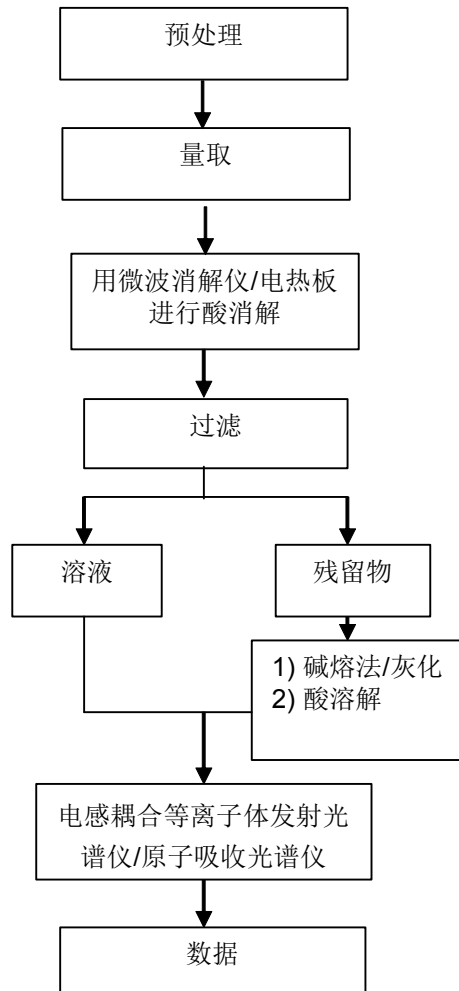 预处理
量取
用微波消解仪/电热板
进行酸消解
过滤
溶液
残留物
1) 碱熔法/灰化
2) 酸溶解
电感耦合等离子体发射光
谱仪/原子吸收光谱仪
数据